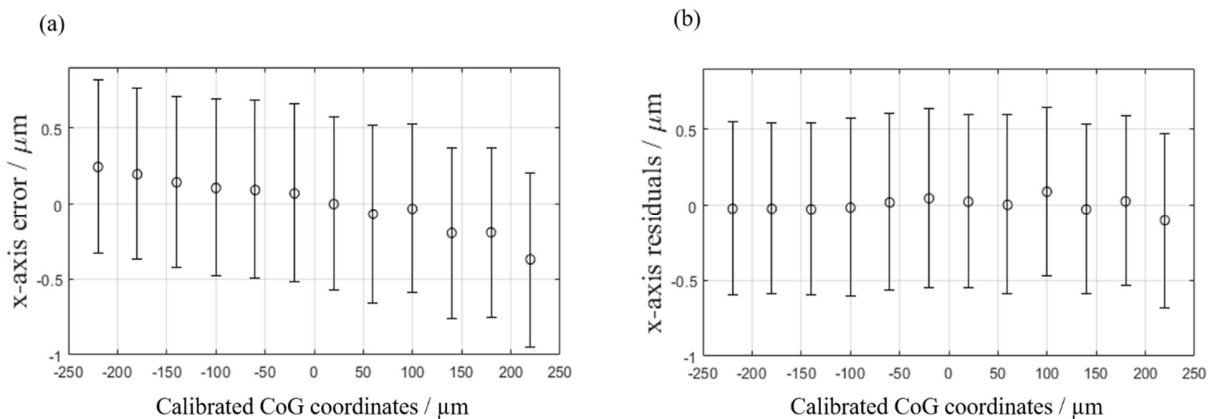 (a)
x-axis error / μm
0.5
0
-0.5
-1
-250 -200 -150 -100 -50 0 50 100 150 200 250
Calibrated CoG coordinates / μm
(b)
x-axis residuals / μm
0.5
0
-0.5
-1
-250 -200 -150 -100 -50 0 50 100 150 200 250
Calibrated CoG coordinates / μm